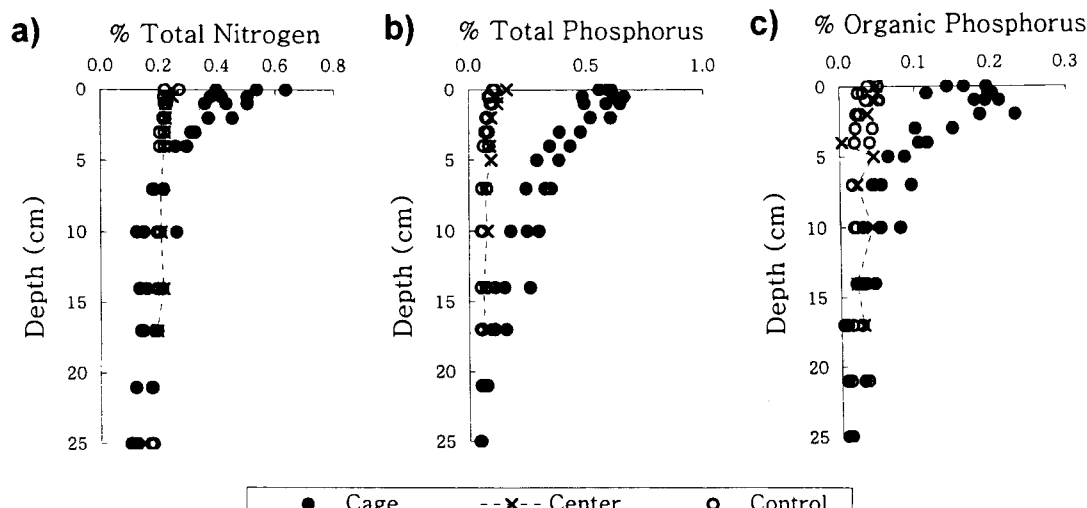 a)
% Total Nitrogen
0.0 0.2 0.4 0.6 0.8
0
5
10
15
20
25
Depth (cm)
b)
% Total Phosphorus
0.0 0.5 1.0
0
5
10
15
20
25
Depth (cm)
c)
% Organic Phosphorus
0.0 0.1 0.2 0.3
0
5
10
15
20
25
Depth (cm)
Cage Center Control